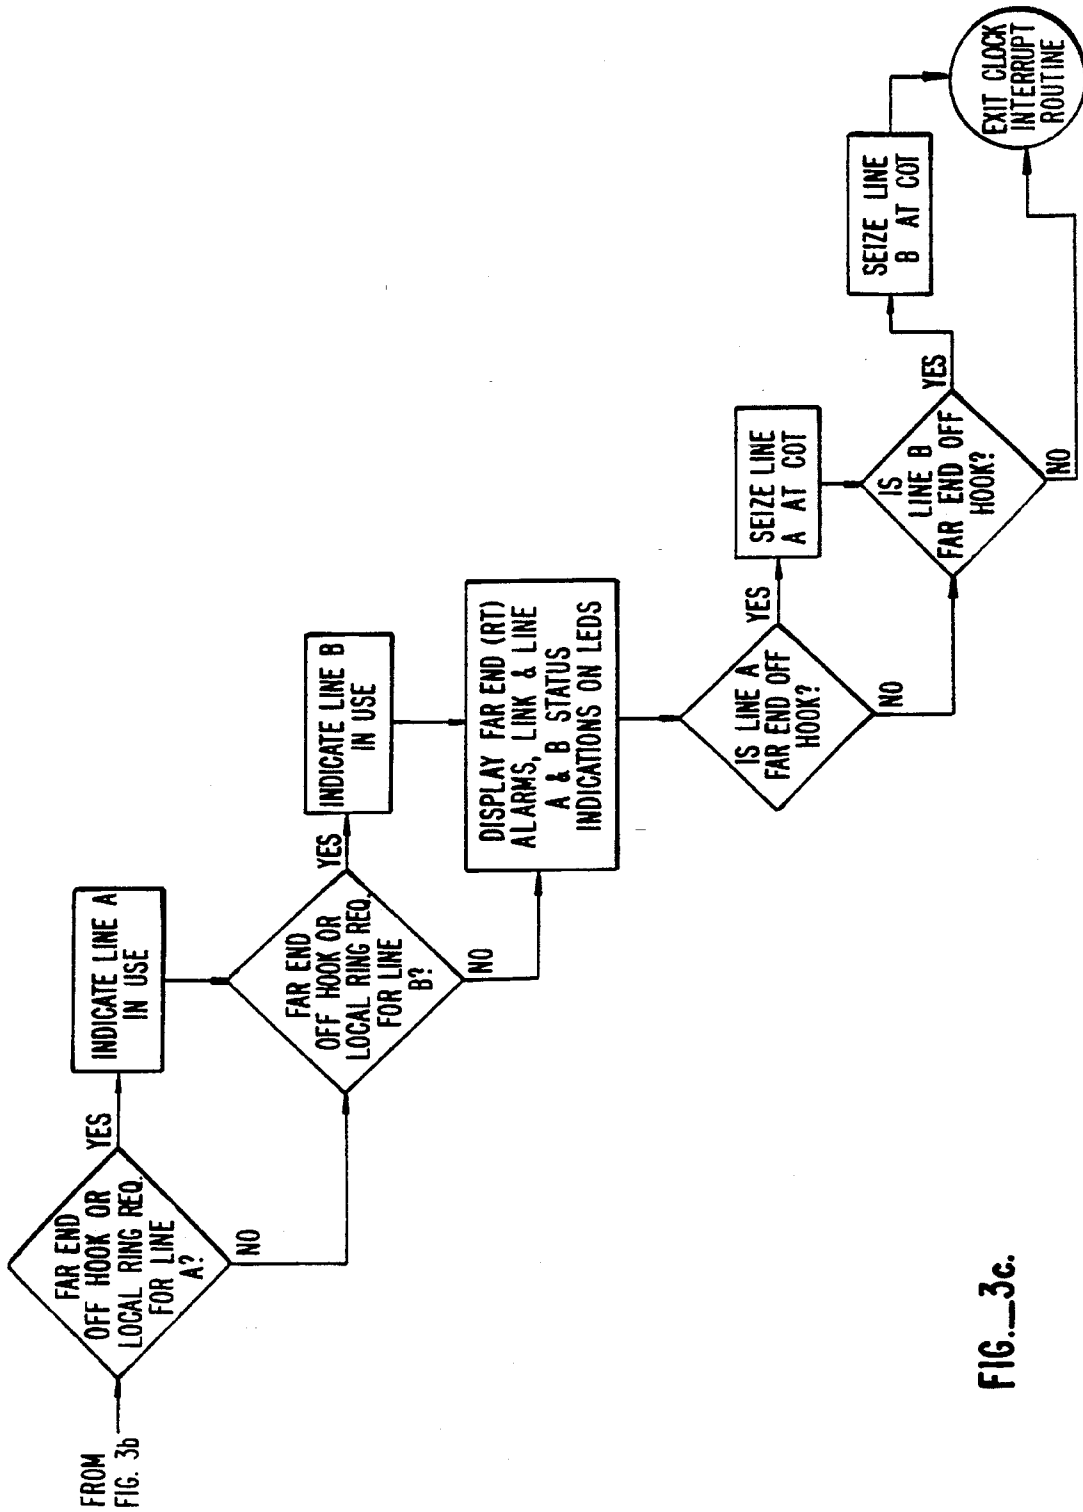 FROM
FIG. 3b
FAR END
OFF HOOK OR
LOCAL RING REQ.
FOR LINE
A?
YES
NO
INDICATE LINE A
IN USE
FAR END
OFF HOOK OR
LOCAL RING REQ.
FOR LINE
B?
YES
NO
INDICATE LINE B
IN USE
DISPLAY FAR END (RT)
ALARMS, LINK & LINE
A & B STATUS
INDICATIONS ON LEDS
IS LINE A
FAR END OFF
HOOK?
YES
NO
SEIZE LINE
A AT COT
IS
LINE B
FAR END OFF
HOOK?
YES
NO
SEIZE LINE
B AT COT
EXIT CLOCK
INTERRUPT
ROUTINE
FIG._3c.